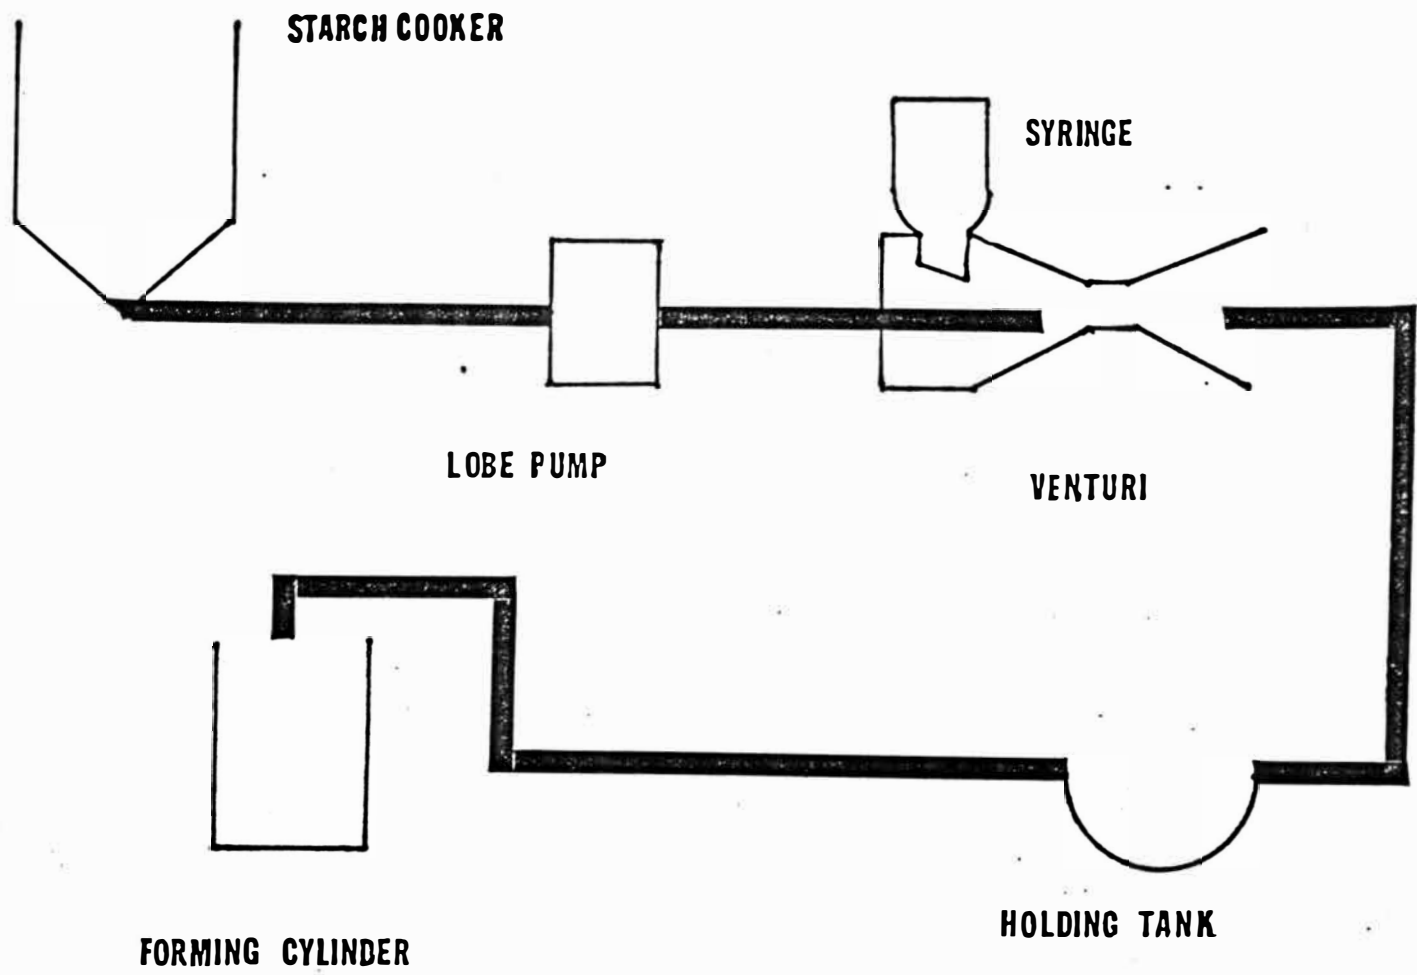 STARCH COOKER
SYRINGE
LOBE PUMP
VENTURI
HOLDING TANK
FORMING CYLINDER